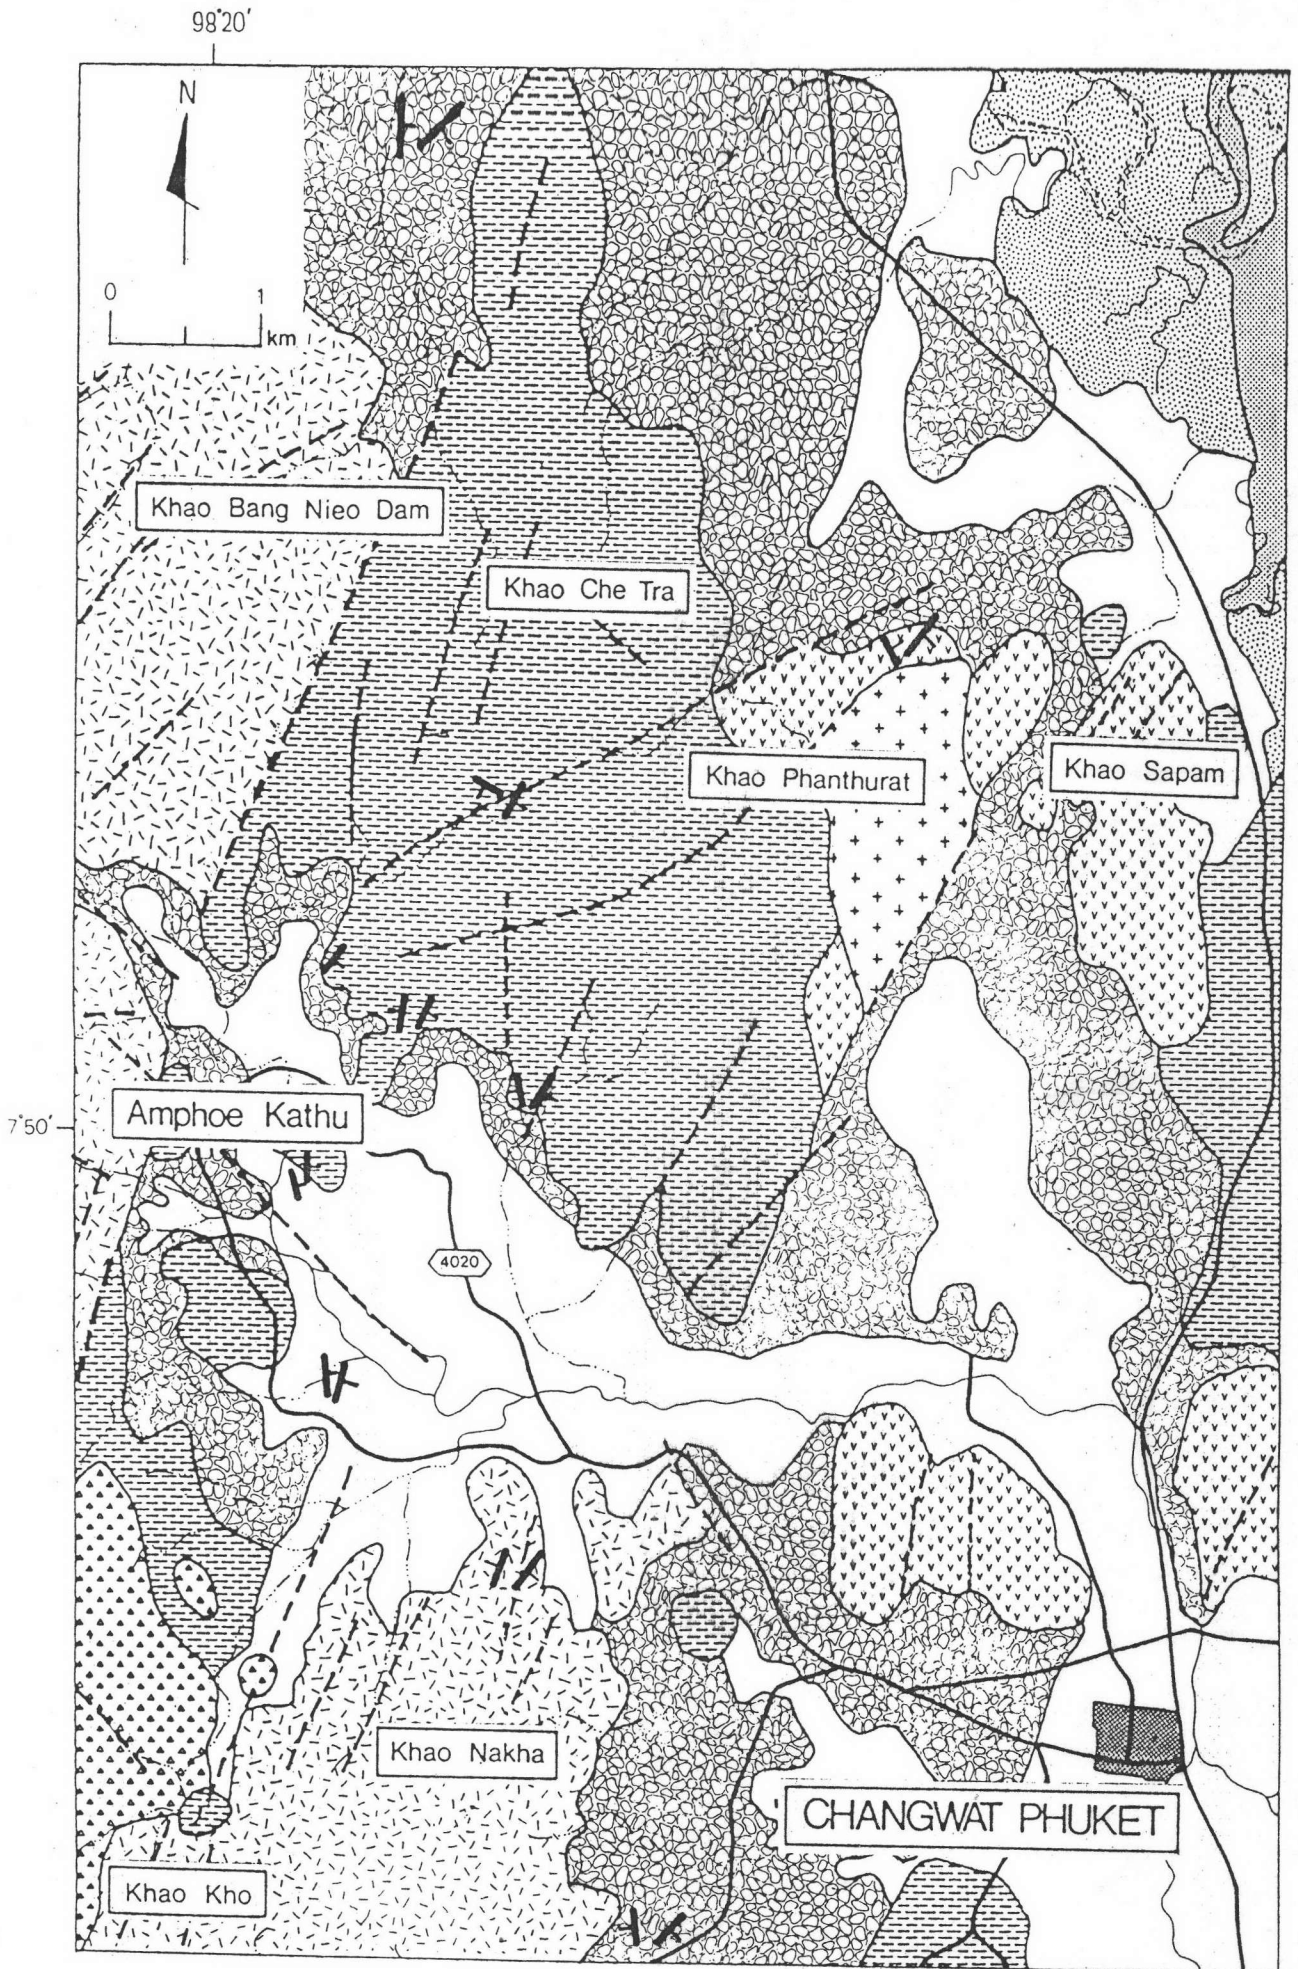 98°20'
N
0 1
km
Khao Bang Nieo Dam
Khao Che Tra
Khao Phanthurat
Khao Sapam
7°50'
Amphoe Kathu
4020
Khao Nakha
CHANGWAT PHUKET
Khao Kho